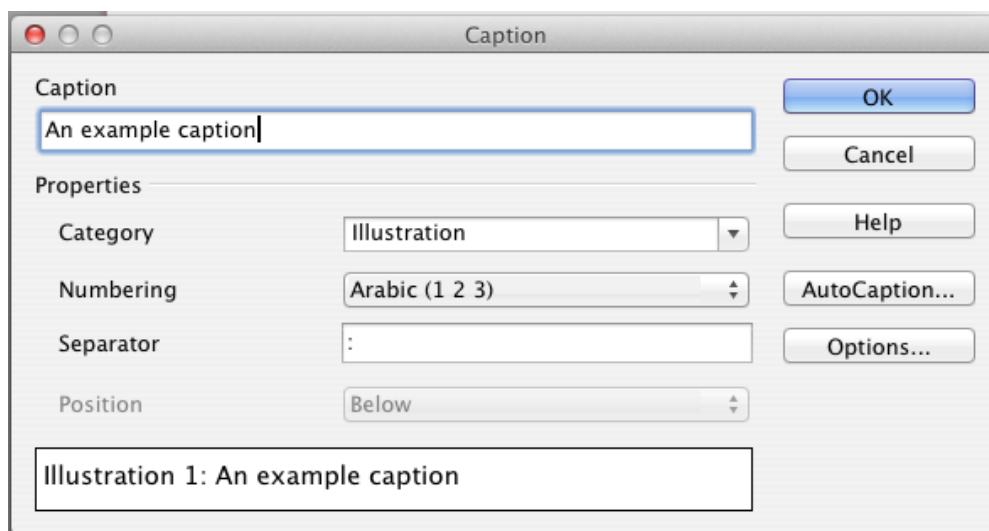 Caption
Caption
OK
An example caption
Cancel
Properties
Category Illustration
Help
Numbering Arabic (1 2 3)
AutoCaption...
Separator :
Options...
Position Below
Illustration 1: An example caption